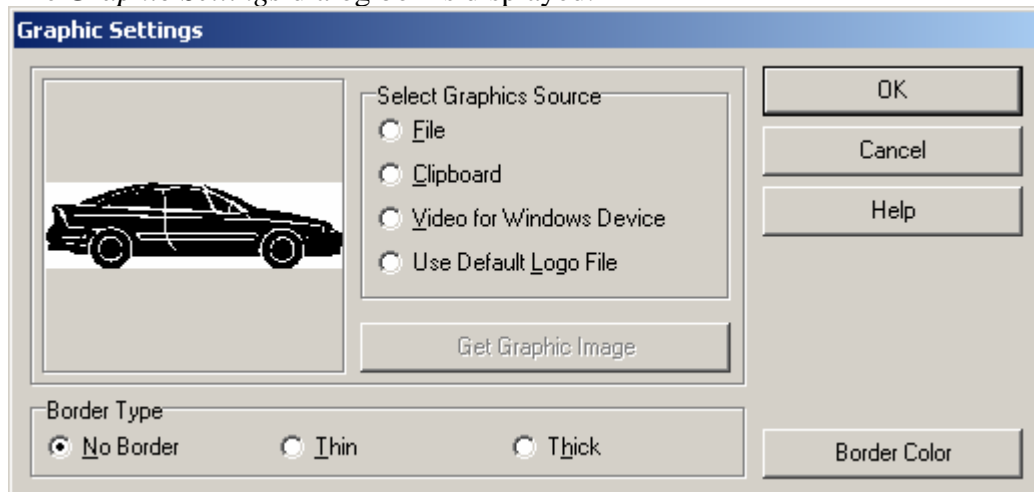 Graphic Settings
Select Graphics Source
File
Clipboard
Video for Windows Device
Use Default Logo File
Get Graphic Image
OK
Cancel
Help
Border Type
No Border Thin Thick
Border Color